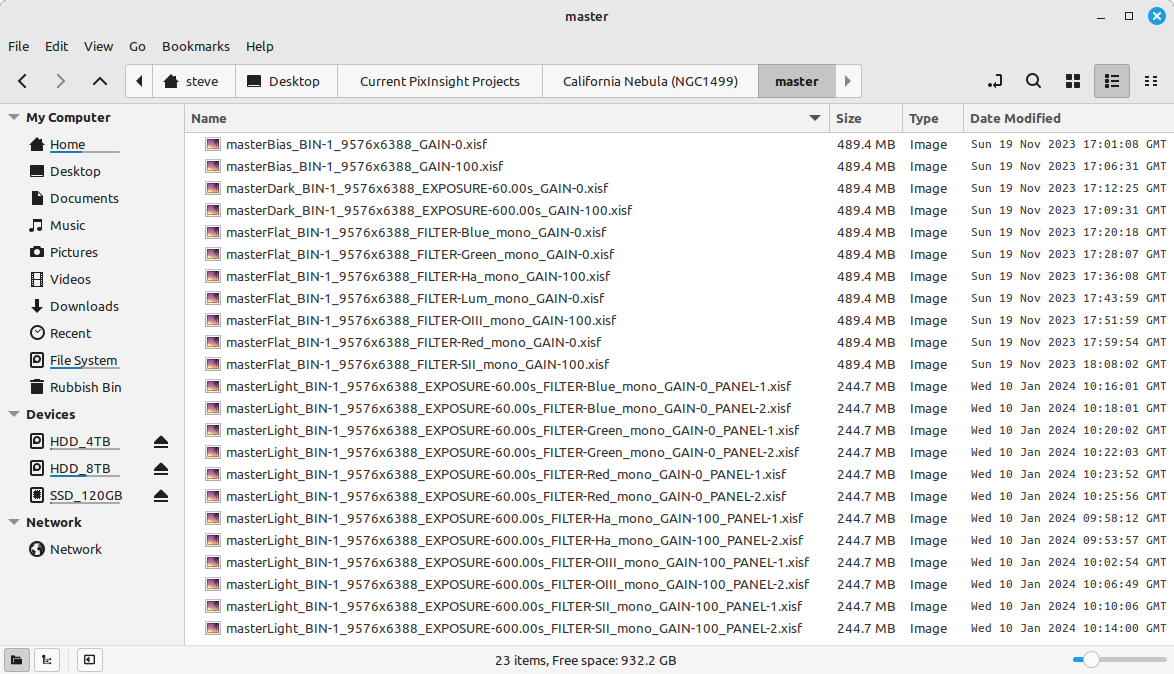 master
File Edit View Go Bookmarks Help
steve Desktop Current PixInsight Projects California Nebula (NGC1499) master
My Computer
Home
Desktop
Documents
Music
Pictures
Videos
Downloads
Recent
File System
Rubbish Bin
Devices
HDD_4TB
HDD_8TB
SSD_120GB
Network
Network
Name Size Type Date Modified
masterBias_BIN-1_9576x6388_GAIN-0.xisf 489.4 MB Image Sun 19 Nov 2023 17:01:08 GMT
masterBias_BIN-1_9576x6388_GAIN-100.xisf 489.4 MB Image Sun 19 Nov 2023 17:06:31 GMT
masterDark_BIN-1_9576x6388_EXPOSURE-60.00s_GAIN-0.xisf 489.4 MB Image Sun 19 Nov 2023 17:12:25 GMT
masterDark_BIN-1_9576x6388_EXPOSURE-600.00s_GAIN-100.xisf 489.4 MB Image Sun 19 Nov 2023 17:09:31 GMT
masterFlat_BIN-1_9576x6388_FILTER-Blue_mono_GAIN-0.xisf 489.4 MB Image Sun 19 Nov 2023 17:20:18 GMT
masterFlat_BIN-1_9576x6388_FILTER-Green_mono_GAIN-0.xisf 489.4 MB Image Sun 19 Nov 2023 17:28:07 GMT
masterFlat_BIN-1_9576x6388_FILTER-Ha_mono_GAIN-100.xisf 489.4 MB Image Sun 19 Nov 2023 17:36:08 GMT
masterFlat_BIN-1_9576x6388_FILTER-Lum_mono_GAIN-0.xisf 489.4 MB Image Sun 19 Nov 2023 17:43:59 GMT
masterFlat_BIN-1_9576x6388_FILTER-OIII_mono_GAIN-100.xisf 489.4 MB Image Sun 19 Nov 2023 17:51:59 GMT
masterFlat_BIN-1_9576x6388_FILTER-Red_mono_GAIN-0.xisf 489.4 MB Image Sun 19 Nov 2023 17:59:54 GMT
masterFlat_BIN-1_9576x6388_FILTER-SII_mono_GAIN-100.xisf 489.4 MB Image Sun 19 Nov 2023 18:08:02 GMT
masterLight_BIN-1_9576x6388_EXPOSURE-60.00s_FILTER-Blue_mono_GAIN-0_PANEL-1.xisf 244.7 MB Image Wed 10 Jan 2024 10:16:01 GMT
masterLight_BIN-1_9576x6388_EXPOSURE-60.00s_FILTER-Blue_mono_GAIN-0_PANEL-2.xisf 244.7 MB Image Wed 10 Jan 2024 10:18:01 GMT
masterLight_BIN-1_9576x6388_EXPOSURE-60.00s_FILTER-Green_mono_GAIN-0_PANEL-1.xisf 244.7 MB Image Wed 10 Jan 2024 10:20:02 GMT
masterLight_BIN-1_9576x6388_EXPOSURE-60.00s_FILTER-Green_mono_GAIN-0_PANEL-2.xisf 244.7 MB Image Wed 10 Jan 2024 10:22:03 GMT
masterLight_BIN-1_9576x6388_EXPOSURE-60.00s_FILTER-Red_mono_GAIN-0_PANEL-1.xisf 244.7 MB Image Wed 10 Jan 2024 10:23:52 GMT
masterLight_BIN-1_9576x6388_EXPOSURE-60.00s_FILTER-Red_mono_GAIN-0_PANEL-2.xisf 244.7 MB Image Wed 10 Jan 2024 10:25:56 GMT
masterLight_BIN-1_9576x6388_EXPOSURE-600.00s_FILTER-Ha_mono_GAIN-100_PANEL-1.xisf 244.7 MB Image Wed 10 Jan 2024 09:58:12 GMT
masterLight_BIN-1_9576x6388_EXPOSURE-600.00s_FILTER-Ha_mono_GAIN-100_PANEL-2.xisf 244.7 MB Image Wed 10 Jan 2024 09:53:57 GMT
masterLight_BIN-1_9576x6388_EXPOSURE-600.00s_FILTER-OIII_mono_GAIN-100_PANEL-1.xisf 244.7 MB Image Wed 10 Jan 2024 10:02:54 GMT
masterLight_BIN-1_9576x6388_EXPOSURE-600.00s_FILTER-OIII_mono_GAIN-100_PANEL-2.xisf 244.7 MB Image Wed 10 Jan 2024 10:06:49 GMT
masterLight_BIN-1_9576x6388_EXPOSURE-600.00s_FILTER-SII_mono_GAIN-100_PANEL-1.xisf 244.7 MB Image Wed 10 Jan 2024 10:10:06 GMT
masterLight_BIN-1_9576x6388_EXPOSURE-600.00s_FILTER-SII_mono_GAIN-100_PANEL-2.xisf 244.7 MB Image Wed 10 Jan 2024 10:14:00 GMT
23 items, Free space: 932.2 GB